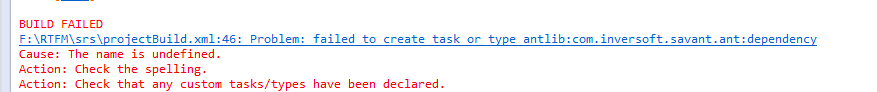 BUILD FAILED
F:\RTFM\srs\projectBuild.xml:46: Problem: failed to create task or type antlib:com.inversoft.savant.ant:dependency
Cause: The name is undefined.
Action: Check the spelling.
Action: Check that any custom tasks/types have been declared.